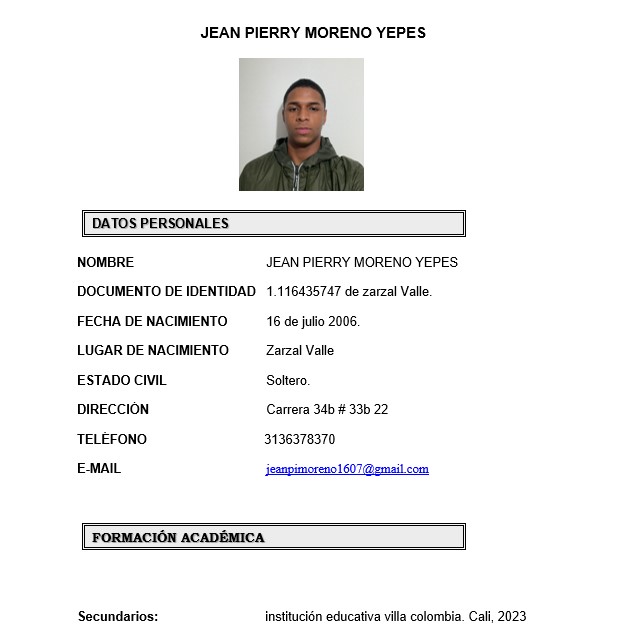 JEAN PIERRY MORENO YEPES
DATOS PERSONALES
NOMBRE JEAN PIERRY MORENO YEPES
DOCUMENTO DE IDENTIDAD 1.116435747 de zarzal Valle.
FECHA DE NACIMIENTO 16 de julio 2006.
LUGAR DE NACIMIENTO Zarzal Valle
ESTADO CIVIL Soltero.
DIRECCIÓN Carrera 34b # 33b 22
TELÉFONO 3136378370
E-MAIL jeanpimoreno1607@gmail.com
FORMACIÓN ACADÉMICA
Secundarios: institución educativa villa colombia. Cali, 2023